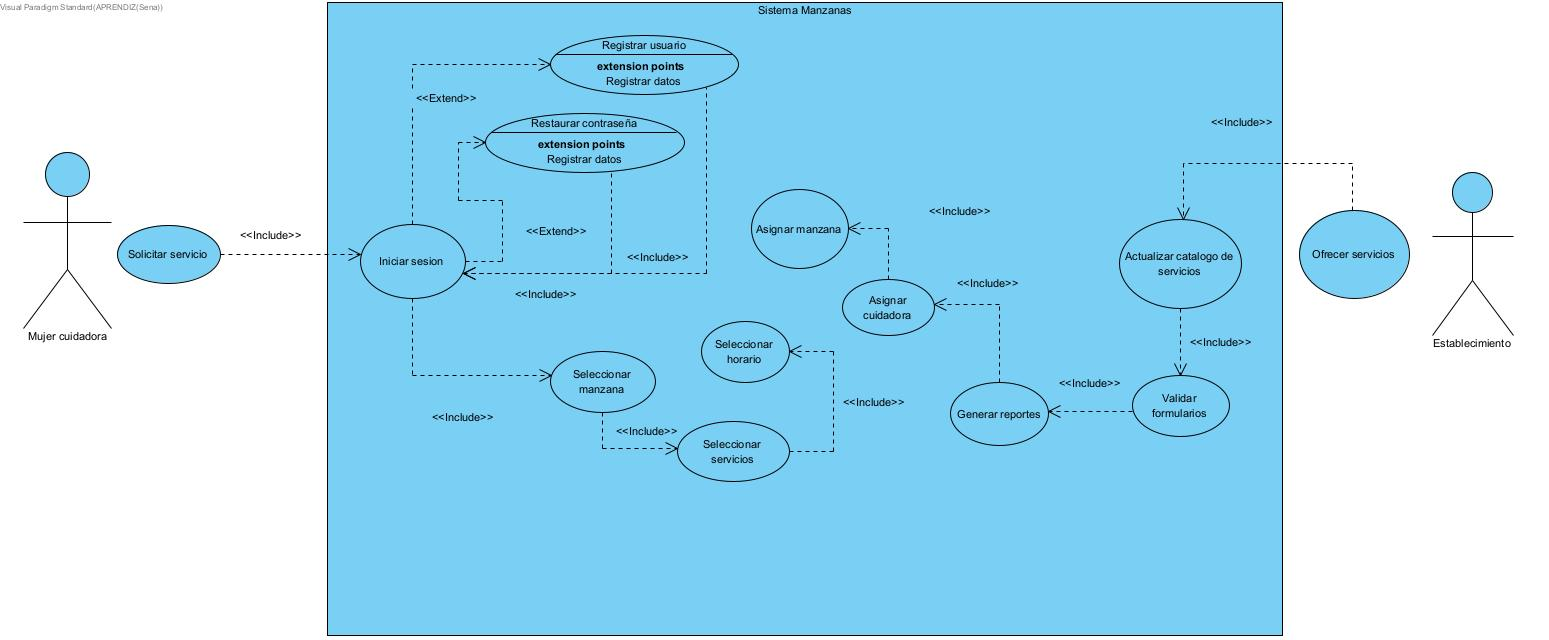 Visual Paradigm Standard(APRENDIZ(Sena))
Sistema Manzanas
Registrar usuario
extension points
Registrar datos
<<Extend>>
Restaurar contraseña
extension points
Registrar datos
<<Include>>
Mujer cuidadora
Solicitar servicio
<<Include>>
Iniciar sesion
<<Extend>>
<<Include>>
<<Include>>
Asignar manzana
<<Include>>
Actualizar catalogo de
servicios
Ofrecer servicios
Establecimiento
Asignar
cuidadora
<<Include>>
Seleccionar
horario
<<Include>>
Seleccionar
manzana
<<Include>>
<<Include>>
Seleccionar
servicios
<<Include>>
Generar reportes
<<Include>>
Validar
formularios